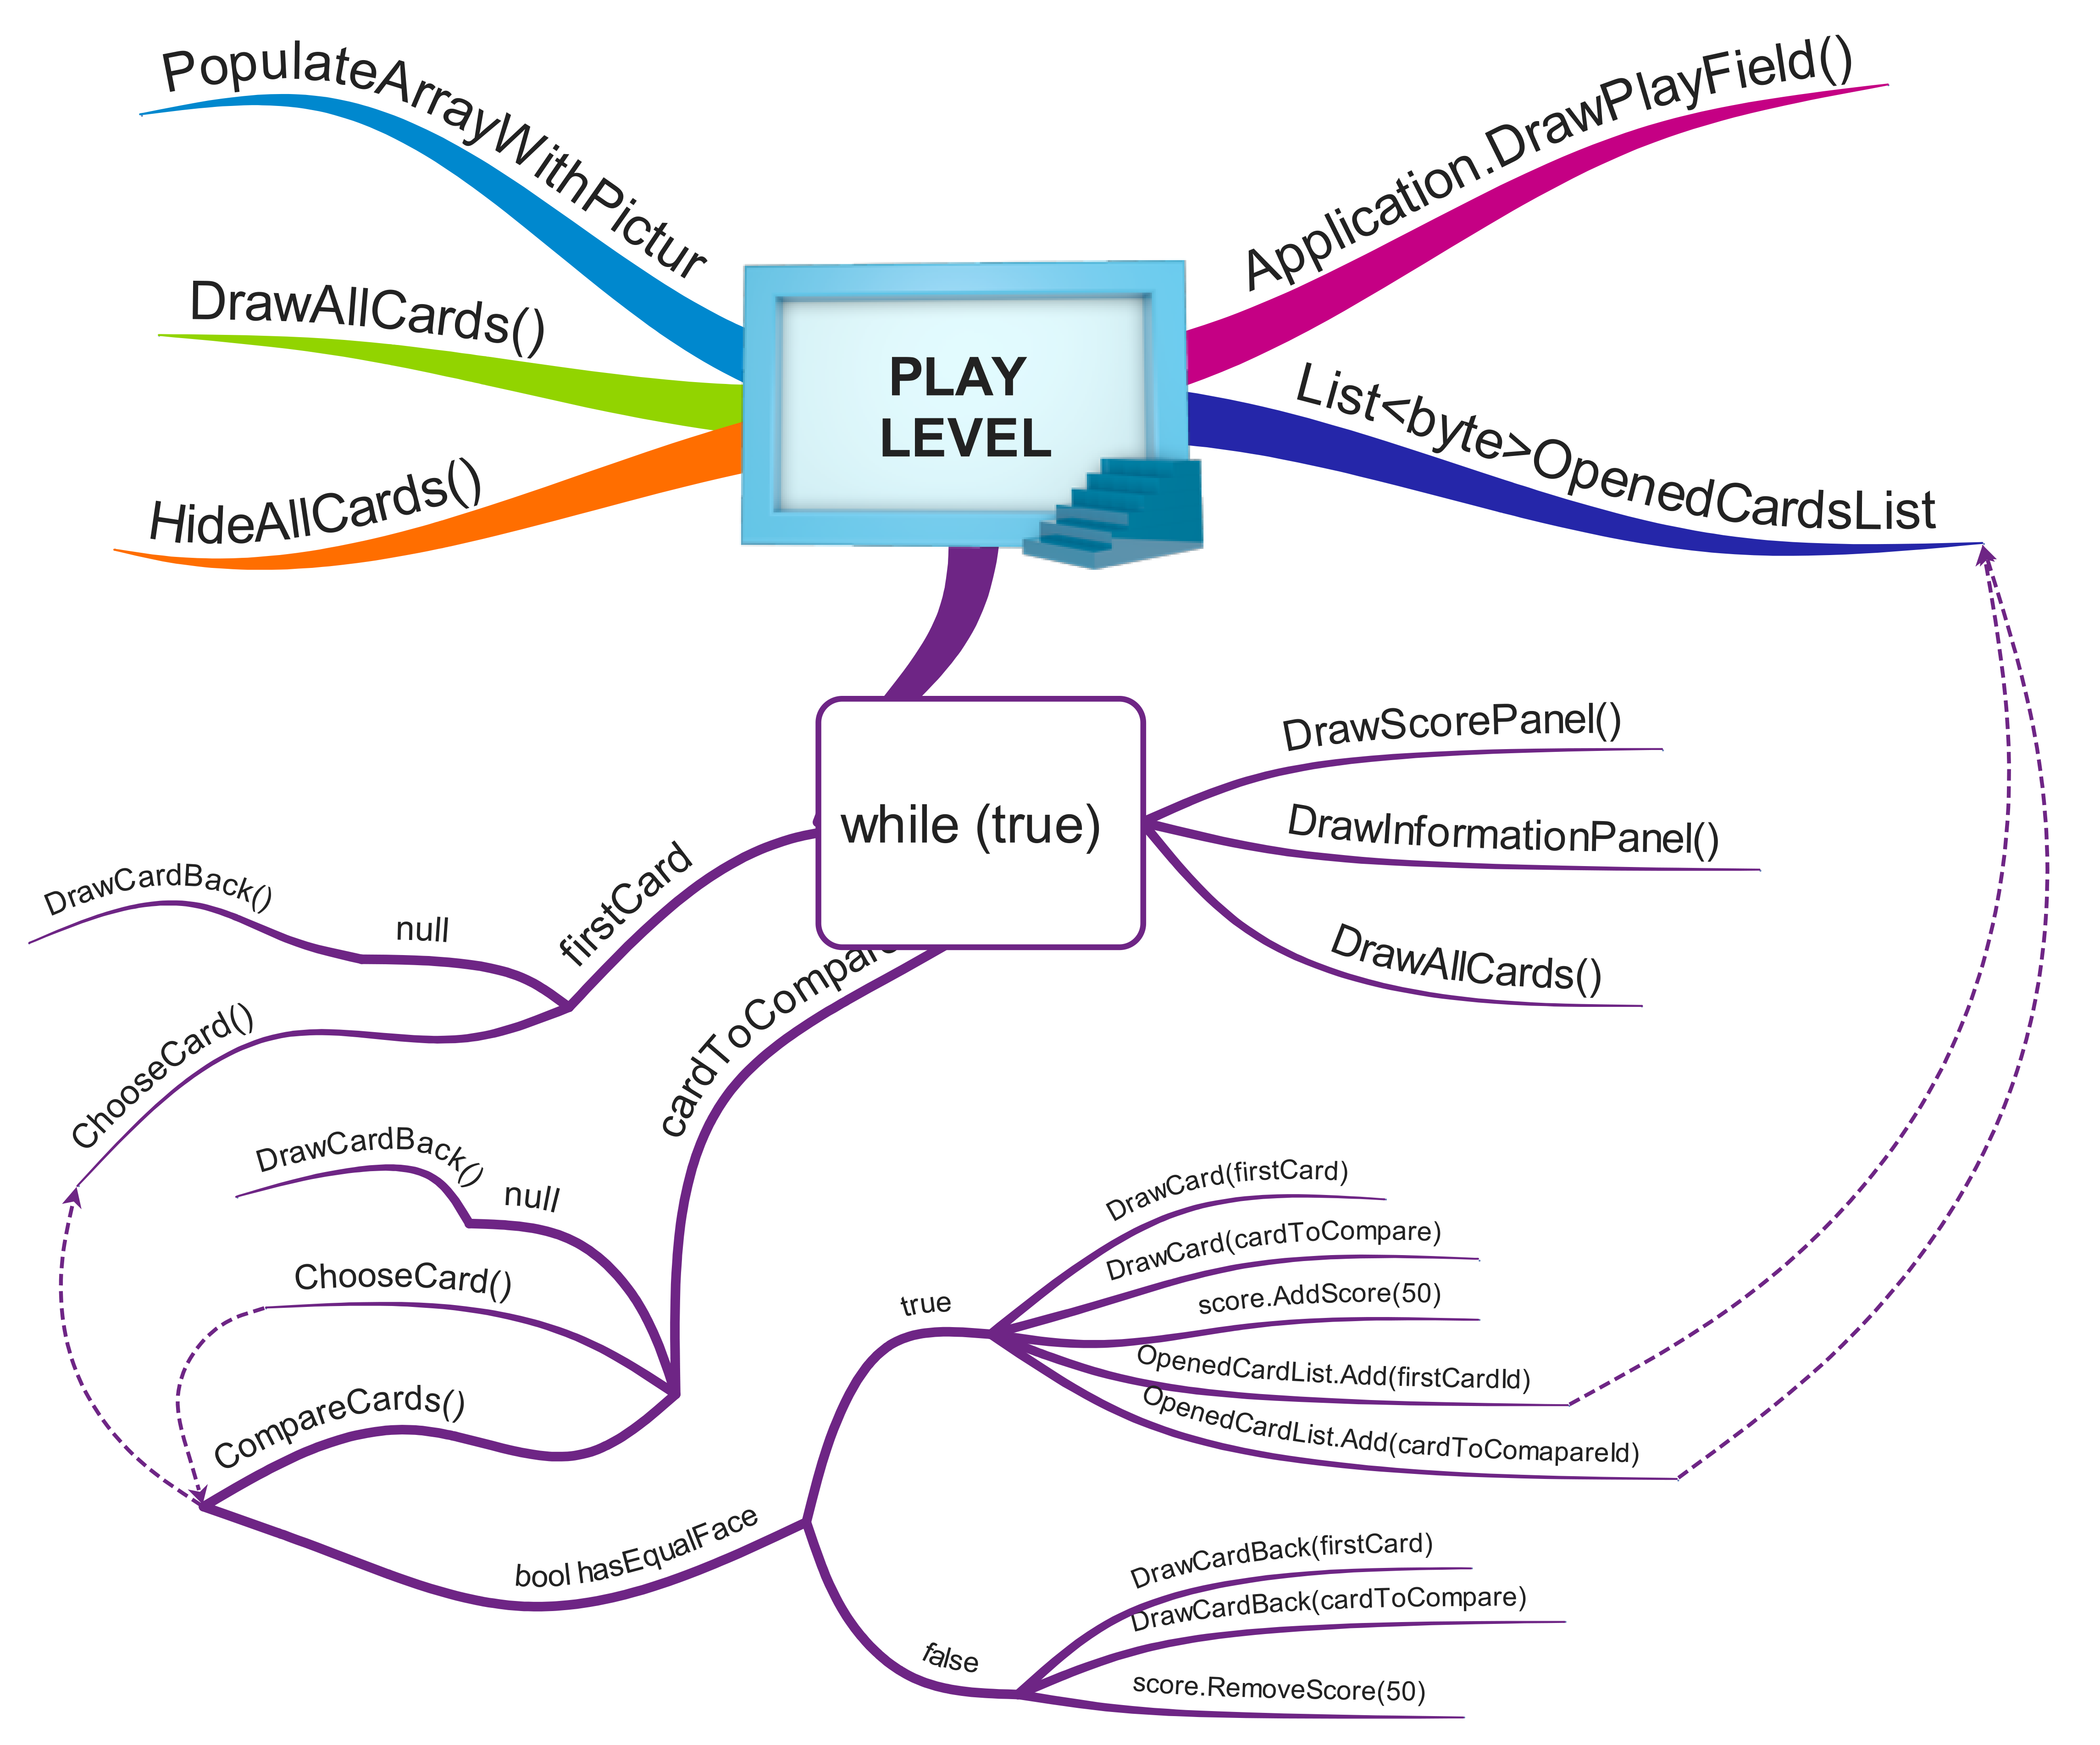 PopulateArrayWithPictur
Application.DrawPlayField()
DrawAllCards()
PLAY
LEVEL
List<byte>OpenedCardsList
HideAllCards()
while (true)
DrawScorePanel()
DrawInformationPanel()
DrawAllCards()
firstCard
null
DrawCardBack()
ChooseCard()
cardToCompare
null
DrawCardBack()
ChooseCard()
CompareCards()
bool hasEqualFace
true
DrawCard(firstCard)
DrawCard(cardToCompare)
score.AddScore(50)
OpenedCardList.Add(firstCardId)
OpenedCardList.Add(cardToComapareId)
false
DrawCardBack(firstCard)
DrawCardBack(cardToCompare)
score.RemoveScore(50)